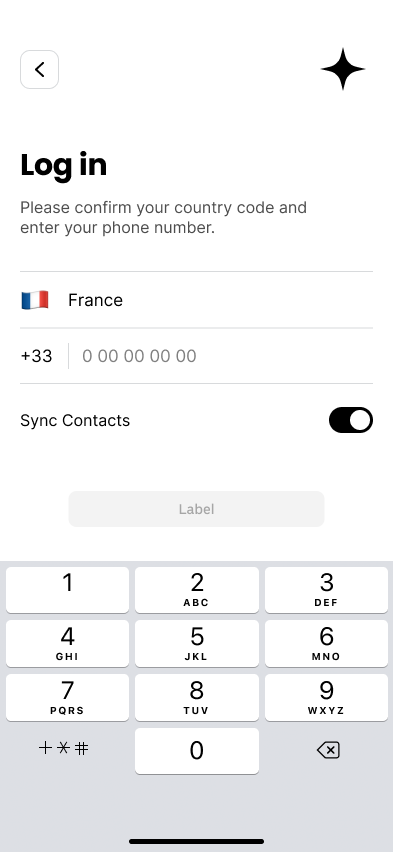 Log in
Please confirm your country code and
enter your phone number.
France
+33 0 00 00 00 00
Sync Contacts
Label
1 2 3
ABC DEF
4 5 6
GHI JKL MNO
7 8 9
PQRS TUV WXYZ
+*# 0